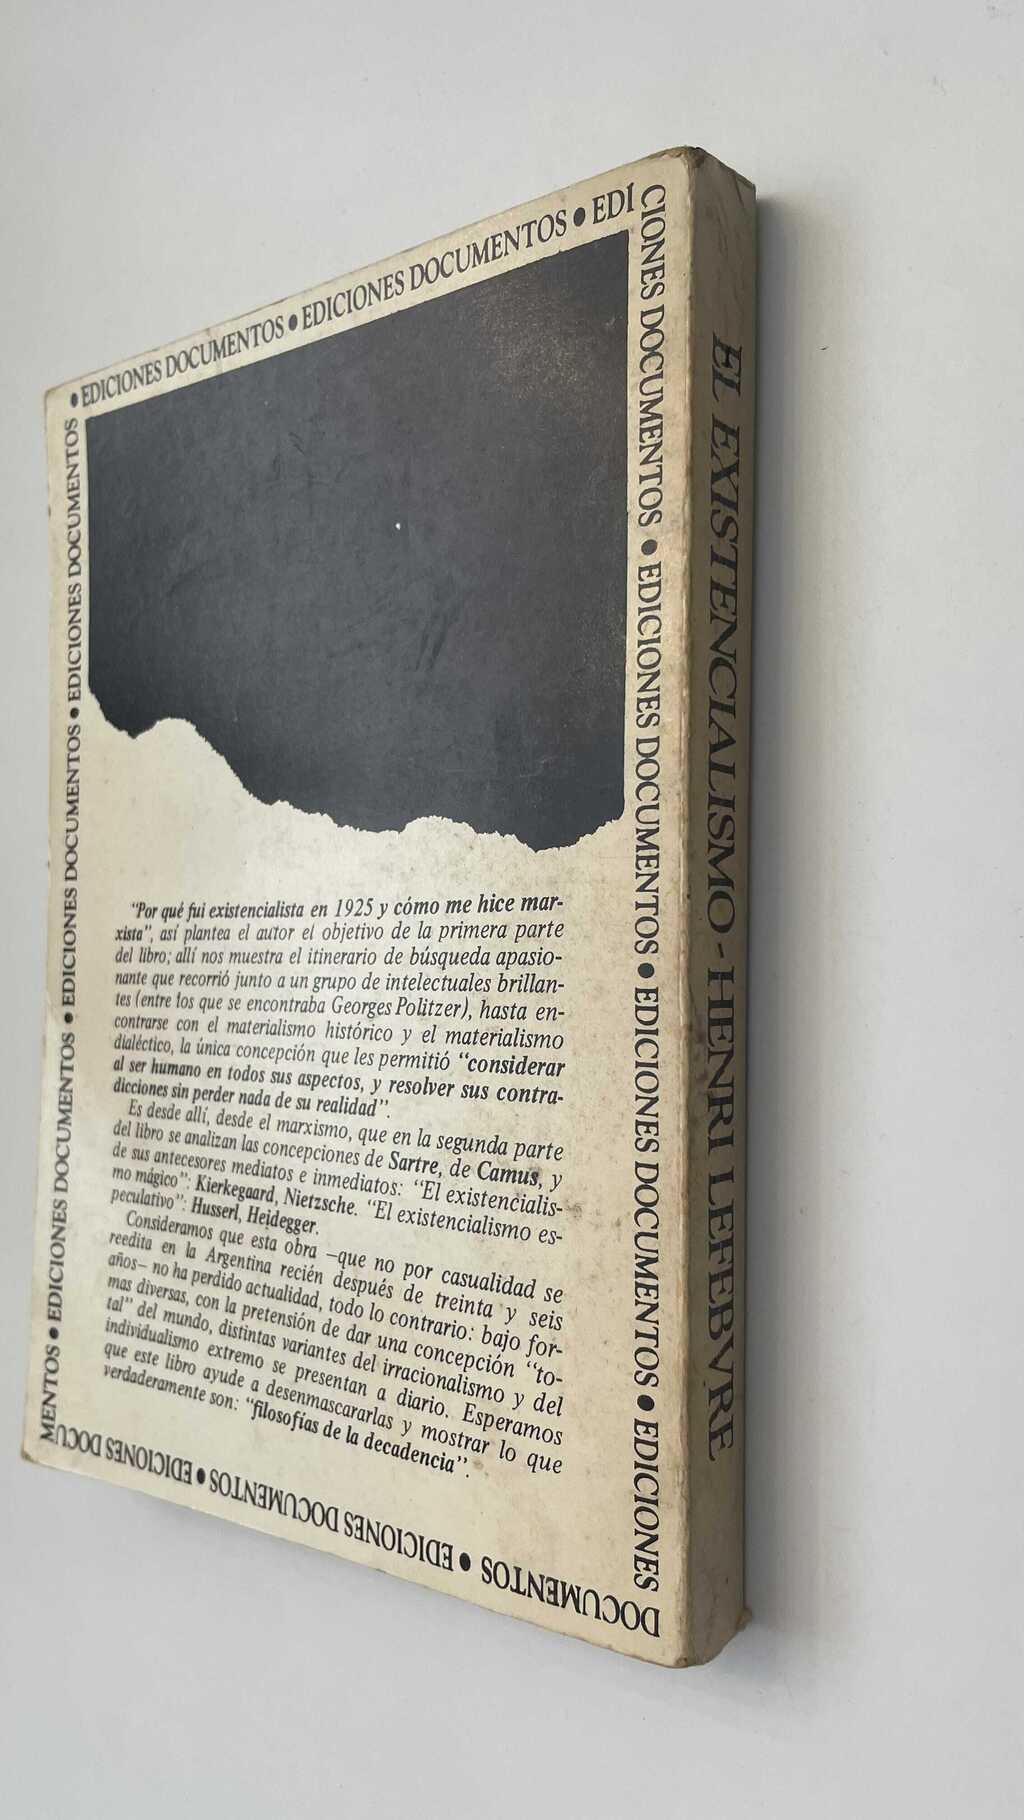 • EDICIONES DOCUMENTOS • EDICIONES DOCUMENTOS • EDI
CIONES DOCUMENTOS • EDICIONES DOCUMENTOS • EDICIONES DOCUMENTOS • EDICIONES
DOCUMENTOS • EDICIONES DOCUMENTOS • EDICIONES DOCU
MENTOS • EDICIONES DOCUMENTOS • EDICIONES DOCUMENTOS • EDICIONES DOCUMENTOS
"Por qué fui existencialista en 1925 y cómo me hice mar-
xista", así plantea el autor el objetivo de la primera parte
del libro; allí nos muestra el itinerario de búsqueda apasio-
nante que recorrió junto a un grupo de intelectuales brillan-
tes (entre los que se encontraba Georges Politzer), hasta en-
contrarse con el materialismo histórico y el materialismo
dialéctico, la única concepción que les permitió "considerar
al ser humano en todos sus aspectos, y resolver sus contra-
dicciones sin perder nada de su realidad".
Es desde allí, desde el marxismo, que en la segunda parte
del libro se analizan las concepciones de Sartre, de Camus, y
de sus antecesores mediatos e inmediatos: "El existencialis-
mo mágico": Kierkegaard, Nietzsche. "El existencialismo es-
peculativo": Husserl, Heidegger.
Consideramos que esta obra —que no por casualidad se
reedita en la Argentina recién después de treinta y seis
años— no ha perdido actualidad, todo lo contrario: bajo for-
mas diversas, con la pretensión de dar una concepción "to-
tal" del mundo, distintas variantes del irracionalismo y del
individualismo extremo se presentan a diario. Esperamos
que este libro ayude a desenmascararlas y mostrar lo que
verdaderamente son: "filosofías de la decadencia".
EL EXISTENCIALISMO - HENRI LEFEBVRE